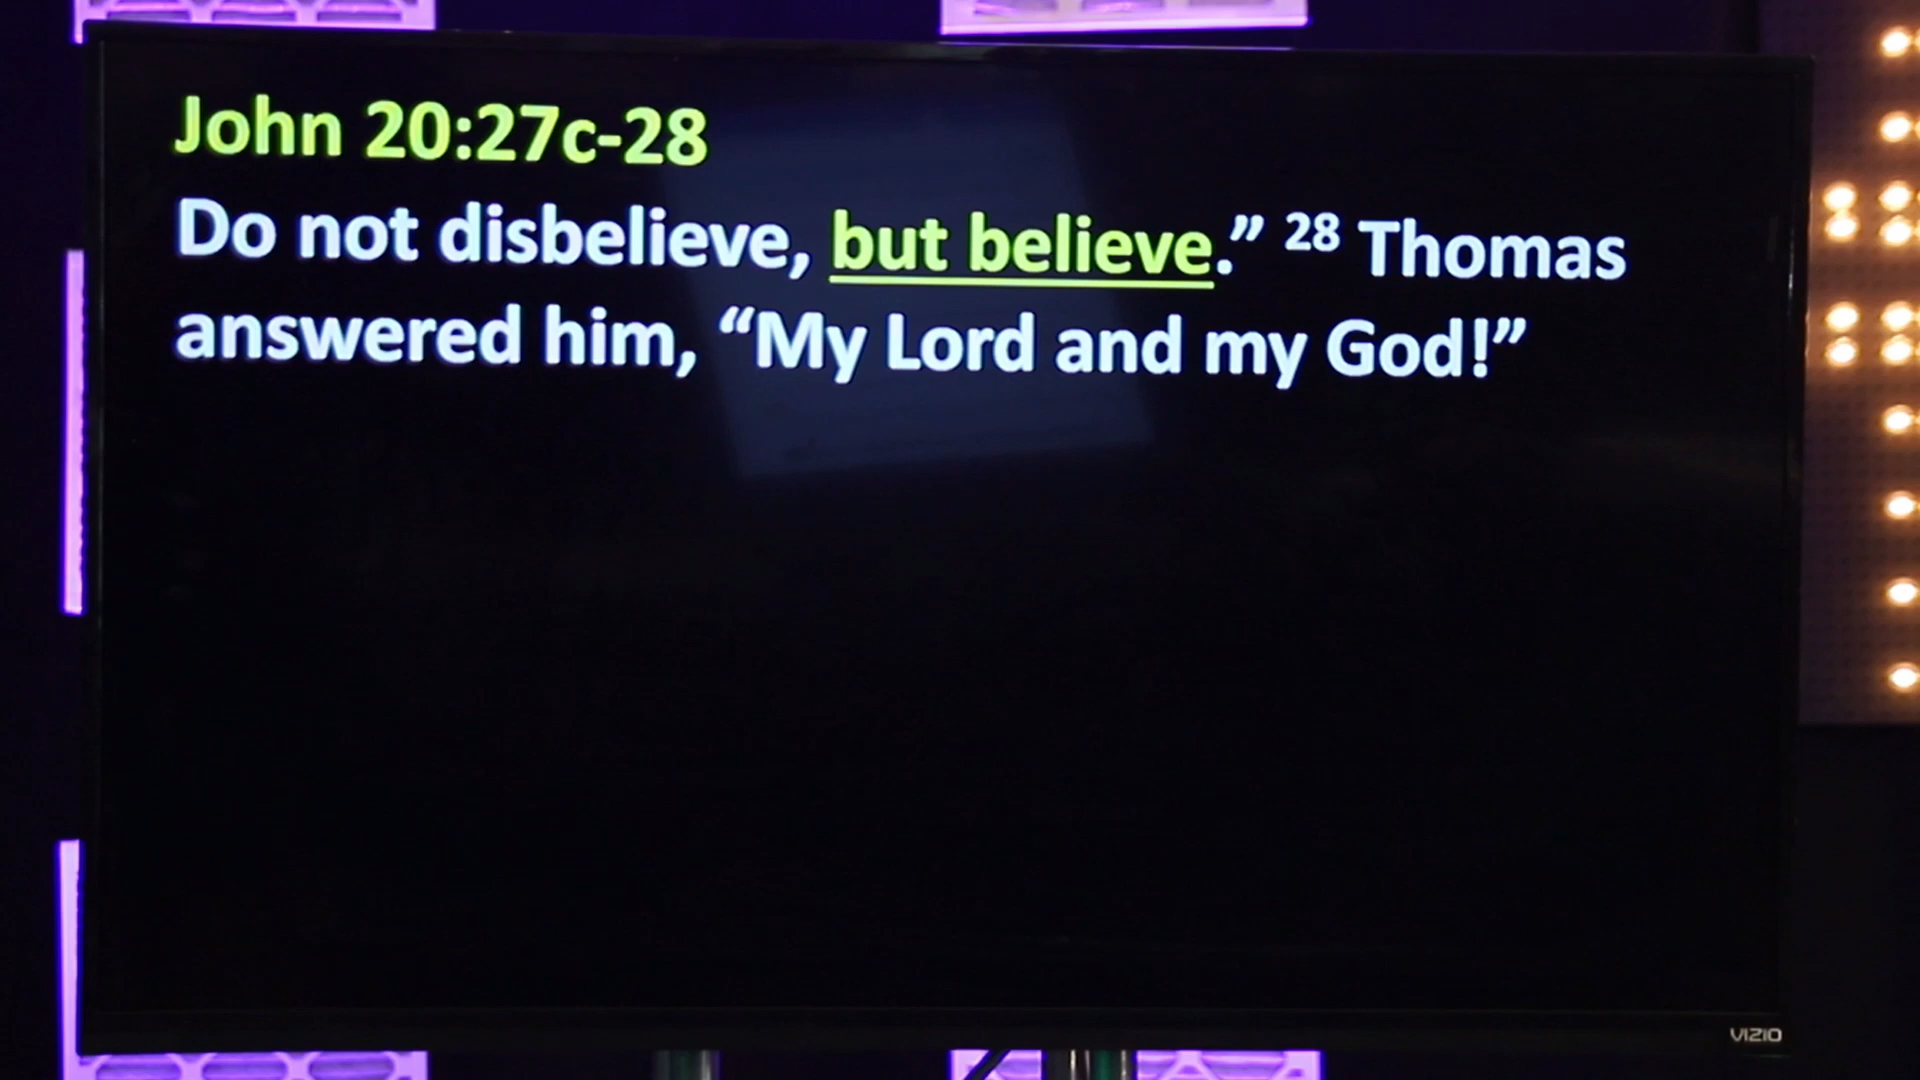 John 20:27c-28
Do not disbelieve, but believe.” 28 Thomas
answered him, “My Lord and my God!”
VIZIO